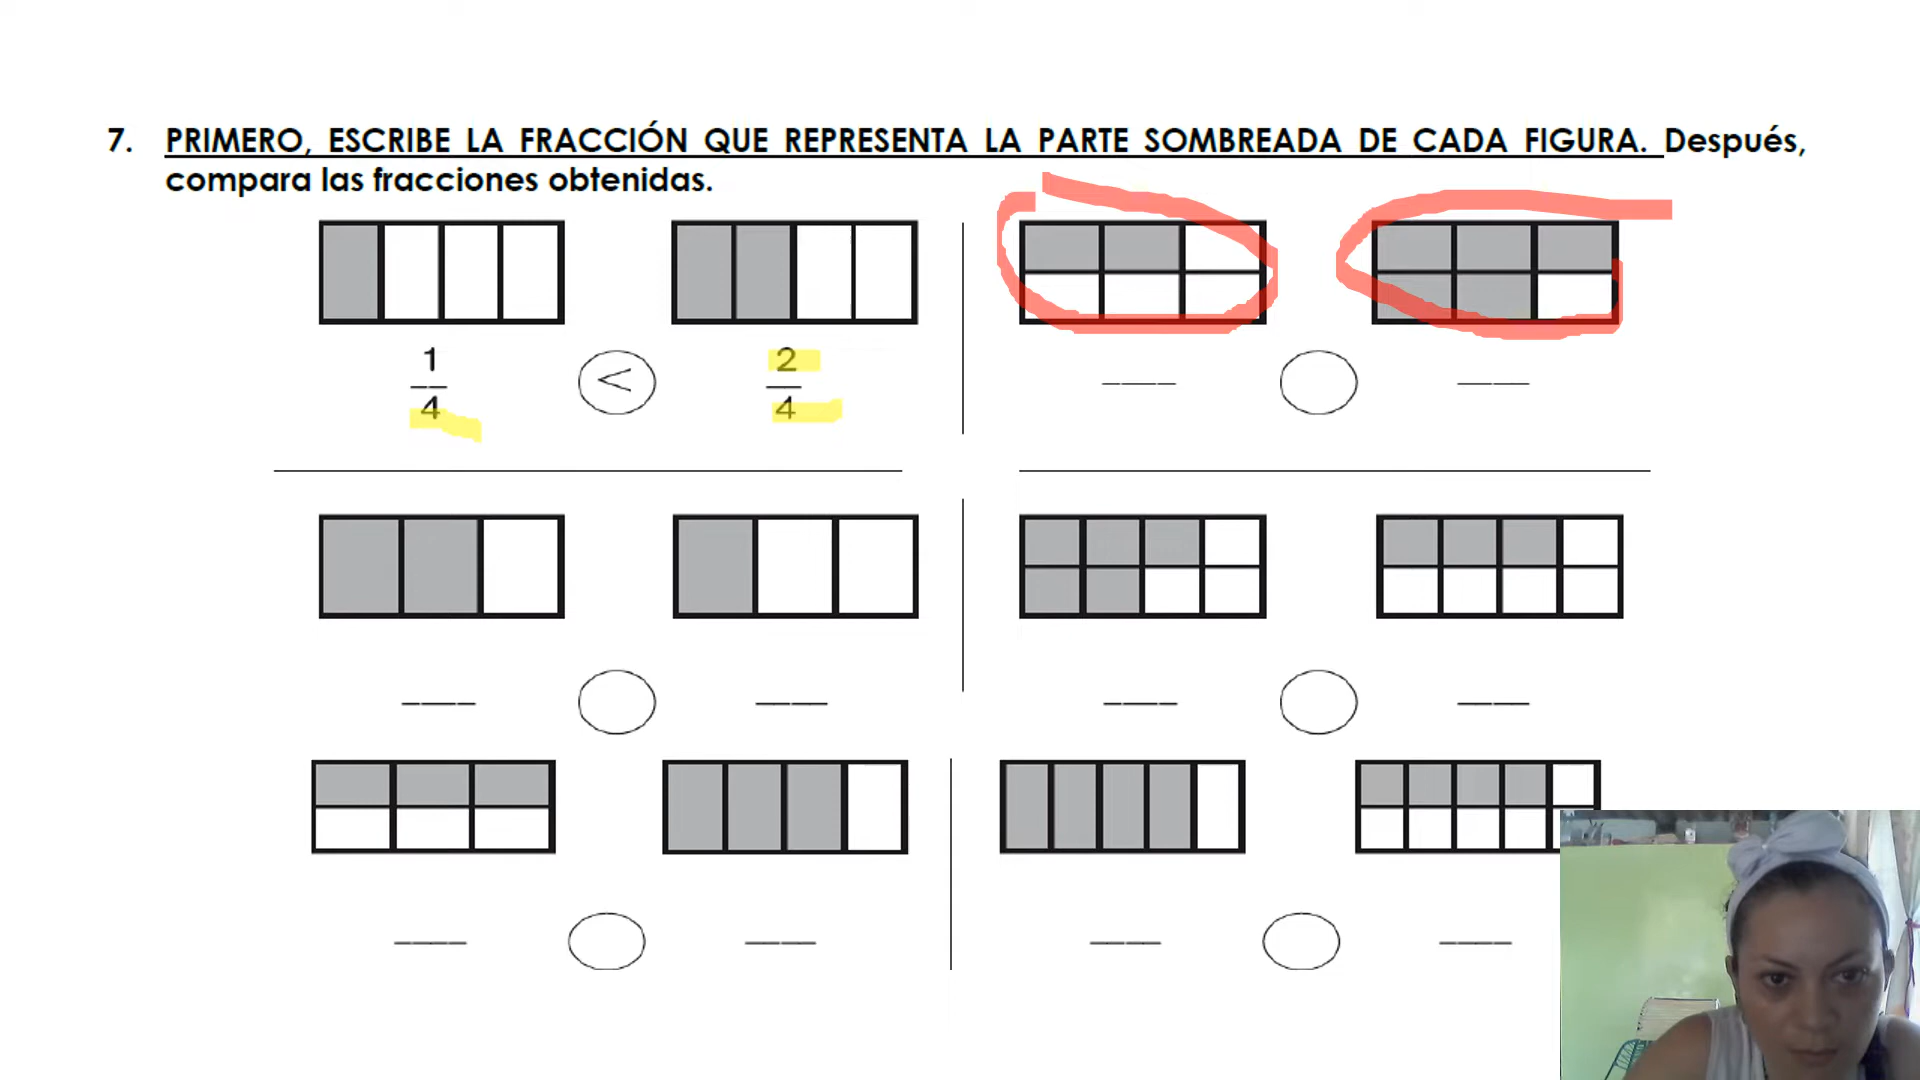 7. PRIMERO, ESCRIBE LA FRACCIÓN QUE REPRESENTA LA PARTE SOMBREADA DE CADA FIGURA. Después,
compara las fracciones obtenidas.
1 2
< 
4 4